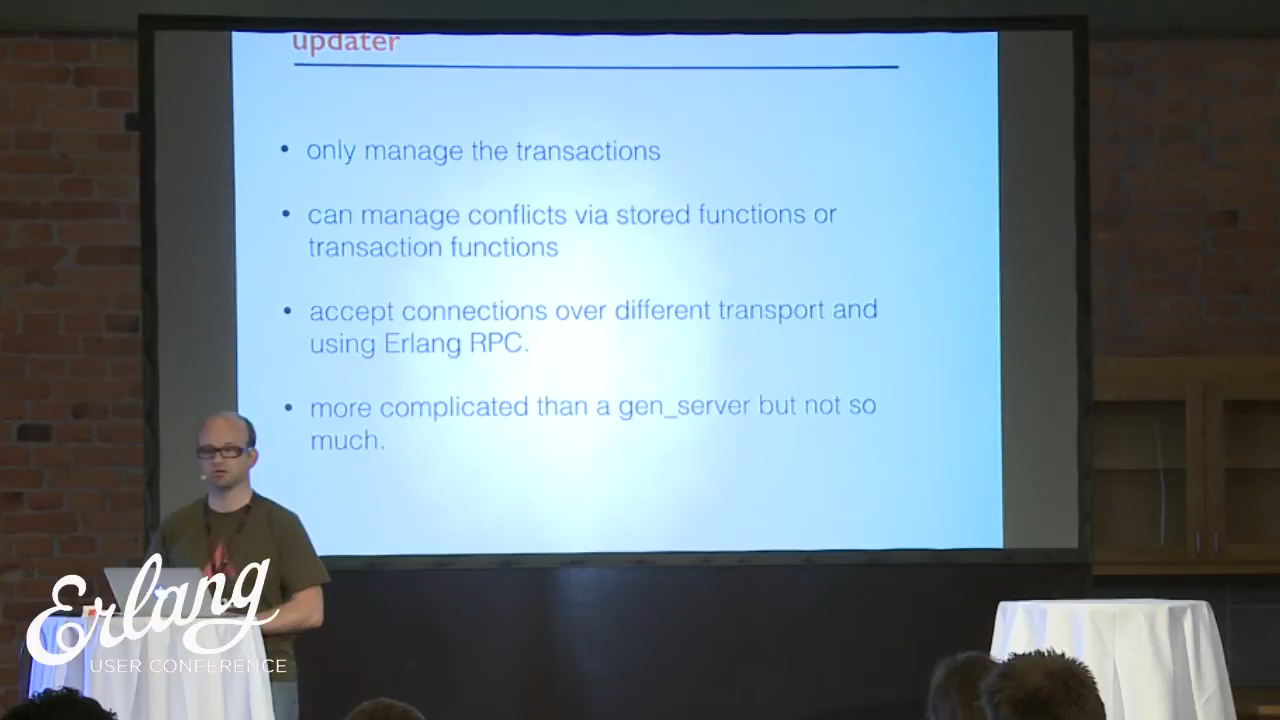 updater
• only manage the transactions
• can manage conflicts via stored functions or
transaction functions
• accept connections over different transport and
using Erlang RPC.
• more complicated than a gen_server but not so
much.
Erlang
USER CONFERENCE